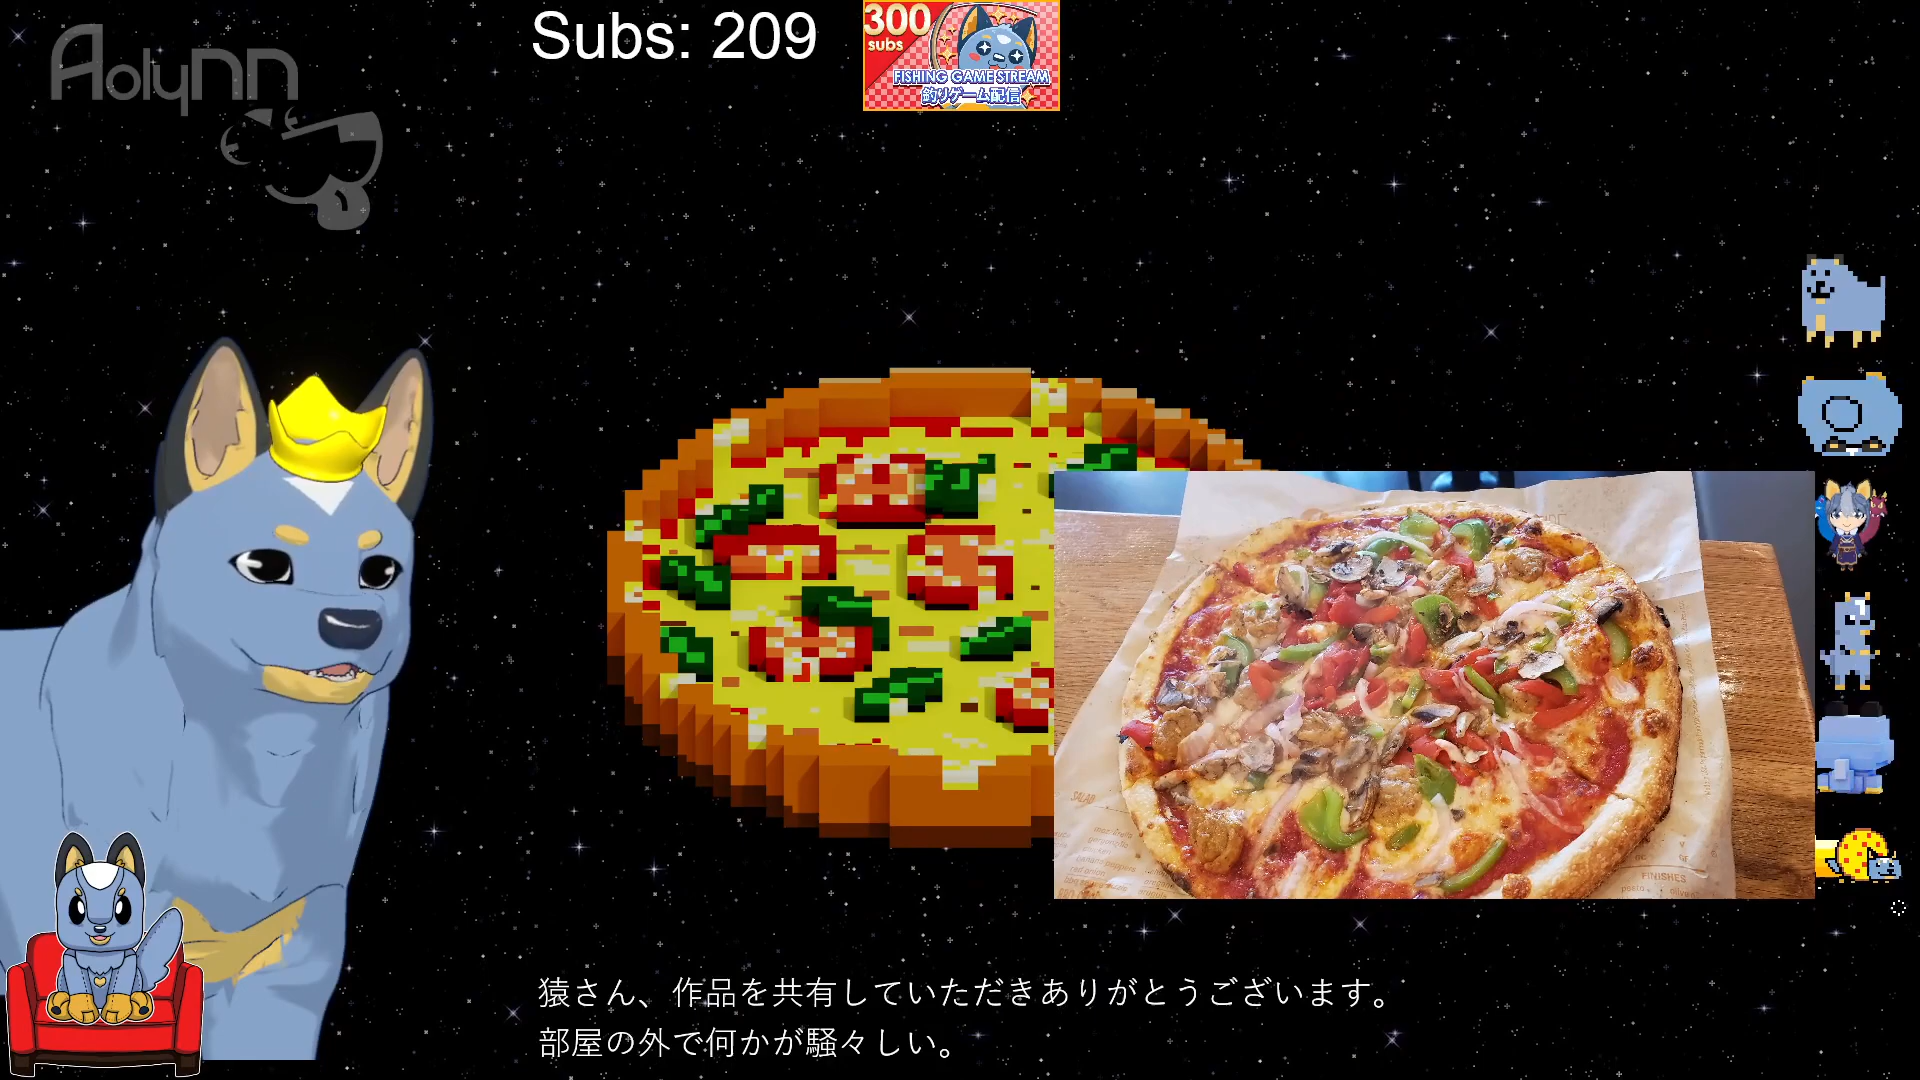 Aolynn
Subs: 209
300
subs
FISHING GAME STREAM
釣りゲーム配信
SALAD
FINISHES
猿さん、作品を共有していただきありがとうございます。
部屋の外で何かが騒々しい。